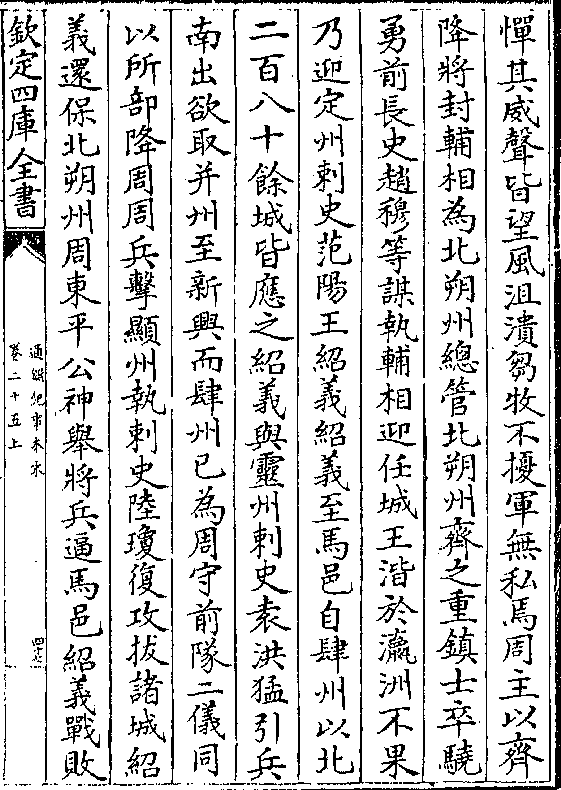 憚其威聲皆望風沮潰芻牧不擾軍無私焉周主以齊
降將封輔相為北朔州總管北朔州齊之重鎮士卒驍
勇前長史趙穆等謀執輔相迎任城王湝於瀛洲不果
乃迎定州刺史范陽王紹義紹義至馬邑自肆州以北
二百八十餘城皆應之紹義與靈州刺史袁洪猛引兵
南出欲取并州至新興而肆州已為周守前隊二儀同
以所部降周周兵擊顯州執刺史陸瓊復攻拔諸城紹
義還保北朔州周東平公神舉將兵逼馬邑紹義戰敗
欽定四庫全書
通鑑紀事本末
卷二十五上
四十七